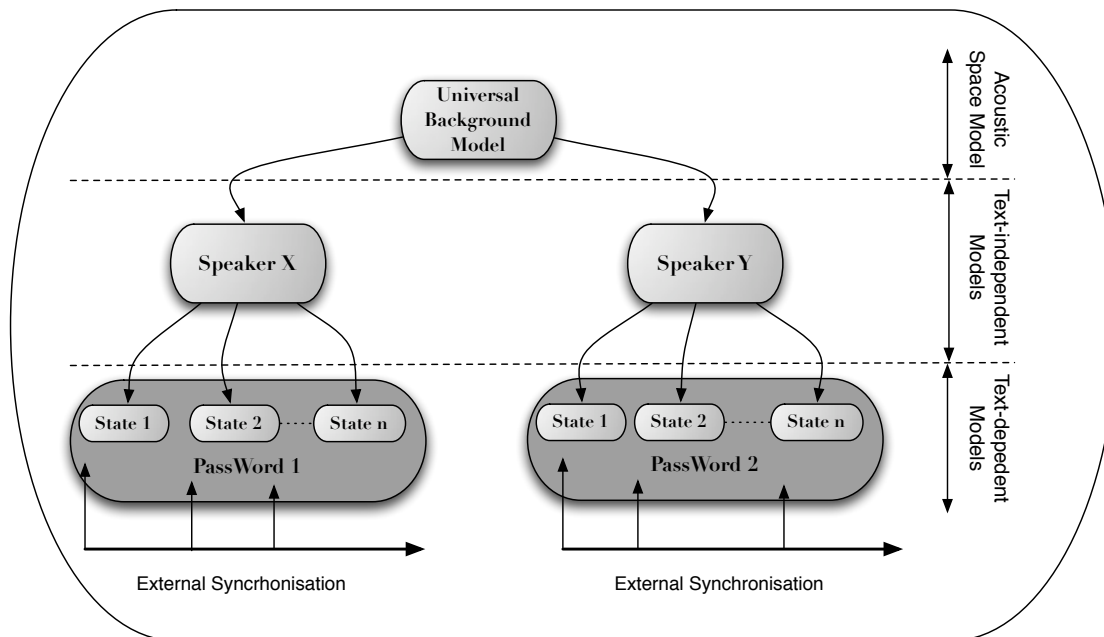 Universal
Background
Model
Acoustic
Space Model
Speaker X
Speaker Y
Text-independent
Models
State 1
State 2
State n
PassWord 1
State 1
State 2
State n
PassWord 2
Text-depedent
Models
External Syncrhonisation
External Synchronisation